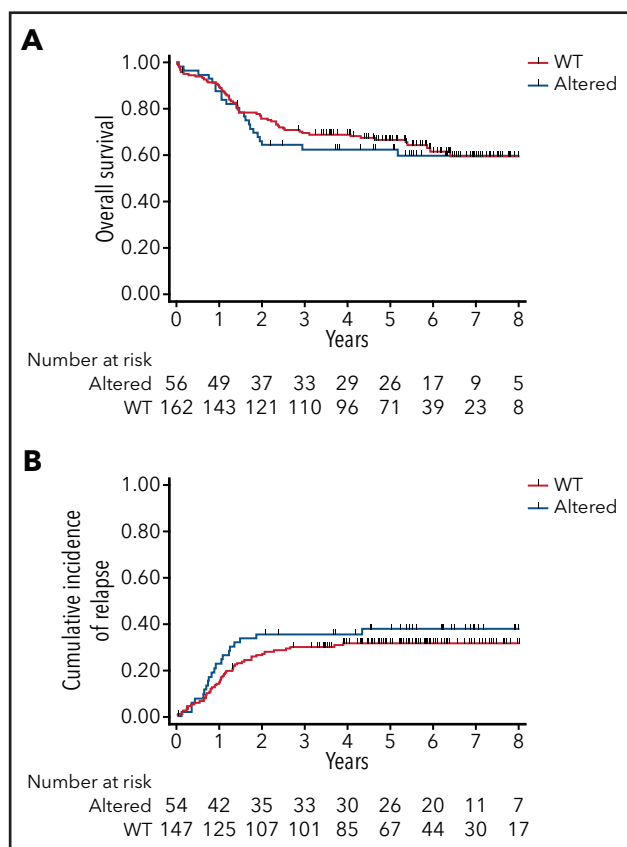 A
WT
Altered
Overall survival
1.00
0.80
0.60
0.40
0.20
0.00
0 1 2 3 4 5 6 7 8
Years
Number at risk
Altered 56 49 37 33 29 26 17 9 5
WT 162 143 121 110 96 71 39 23 8
B
WT
Altered
Cumulative incidence
of relapse
1.00
0.80
0.60
0.40
0.20
0.00
0 1 2 3 4 5 6 7 8
Years
Number at risk
Altered 54 42 35 33 30 26 20 11 7
WT 147 125 107 101 85 67 44 30 17